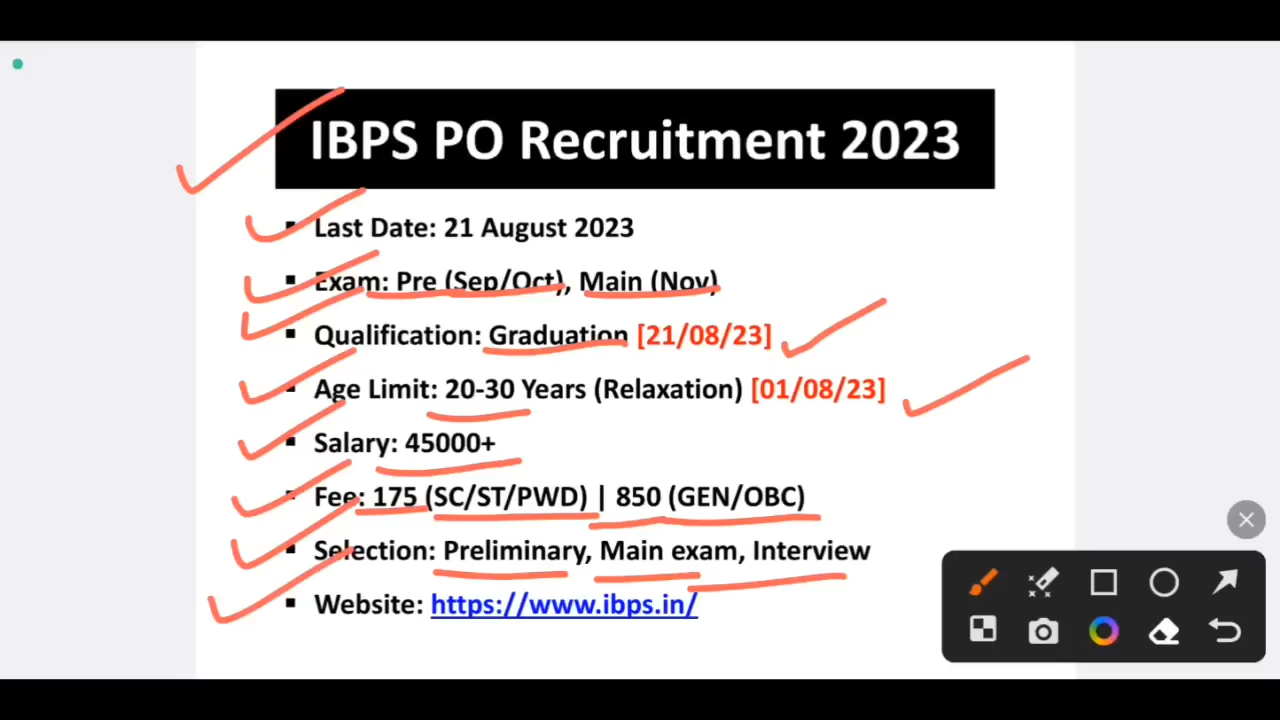 IBPS PO Recruitment 2023
▪ Last Date: 21 August 2023
▪ Exam: Pre (Sep/Oct), Main (Nov)
▪ Qualification: Graduation [21/08/23]
▪ Age Limit: 20-30 Years (Relaxation) [01/08/23]
▪ Salary: 45000+
▪ Fee: 175 (SC/ST/PWD) | 850 (GEN/OBC)
▪ Selection: Preliminary, Main exam, Interview
▪ Website: https://www.ibps.in/